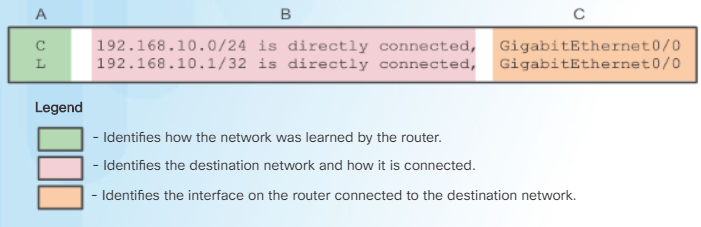 A B C
C 192.168.10.0/24 is directly connected, GigabitEthernet0/0
L 192.168.10.1/32 is directly connected, GigabitEthernet0/0
Legend
- Identifies how the network was learned by the router.
- Identifies the destination network and how it is connected.
- Identifies the interface on the router connected to the destination network.